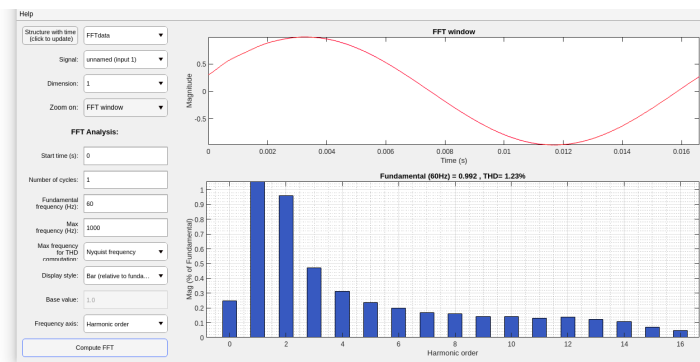 Help
Structure with time
(click to update)
FFTdata
Signal:
unnamed (input 1)
Dimension:
1
Zoom on:
FFT window
FFT Analysis:
Start time (s):
0
Number of cycles:
1
Fundamental
frequency (Hz):
60
Max
frequency
(Hz):
1000
Max frequency
for THD
computation:
Nyquist frequency
Display style:
Bar (relative to funda...
Base value:
1.0
Frequency axis:
Harmonic order
Compute FFT
FFT window
Magnitude
0.5
0
-0.5
0 0.002 0.004 0.006 0.008 0.01 0.012 0.014 0.016
Time (s)
Fundamental (60Hz) = 0.992 , THD= 1.23%
Mag (% of Fundamental)
1
0.9
0.8
0.7
0.6
0.5
0.4
0.3
0.2
0.1
0
0 2 4 6 8 10 12 14 16
Harmonic order